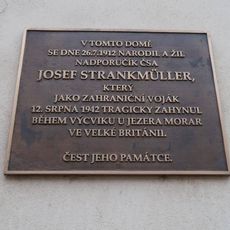 V TOMTO DOMĚ
SE DNE 26.7.1912 NARODIL A ŽIL
NADPORUČÍK ČSA
JOSEF STRANKMÜLLER,
KTERÝ
JAKO ZAHRANIČNÍ VOJÁK
12. SRPNA 1942 TRAGICKY ZAHYNUL
BĚHEM VÝCVIKU U JEZERA MORAR
VE VELKÉ BRITÁNII.
ČEST JEHO PAMÁTCE.